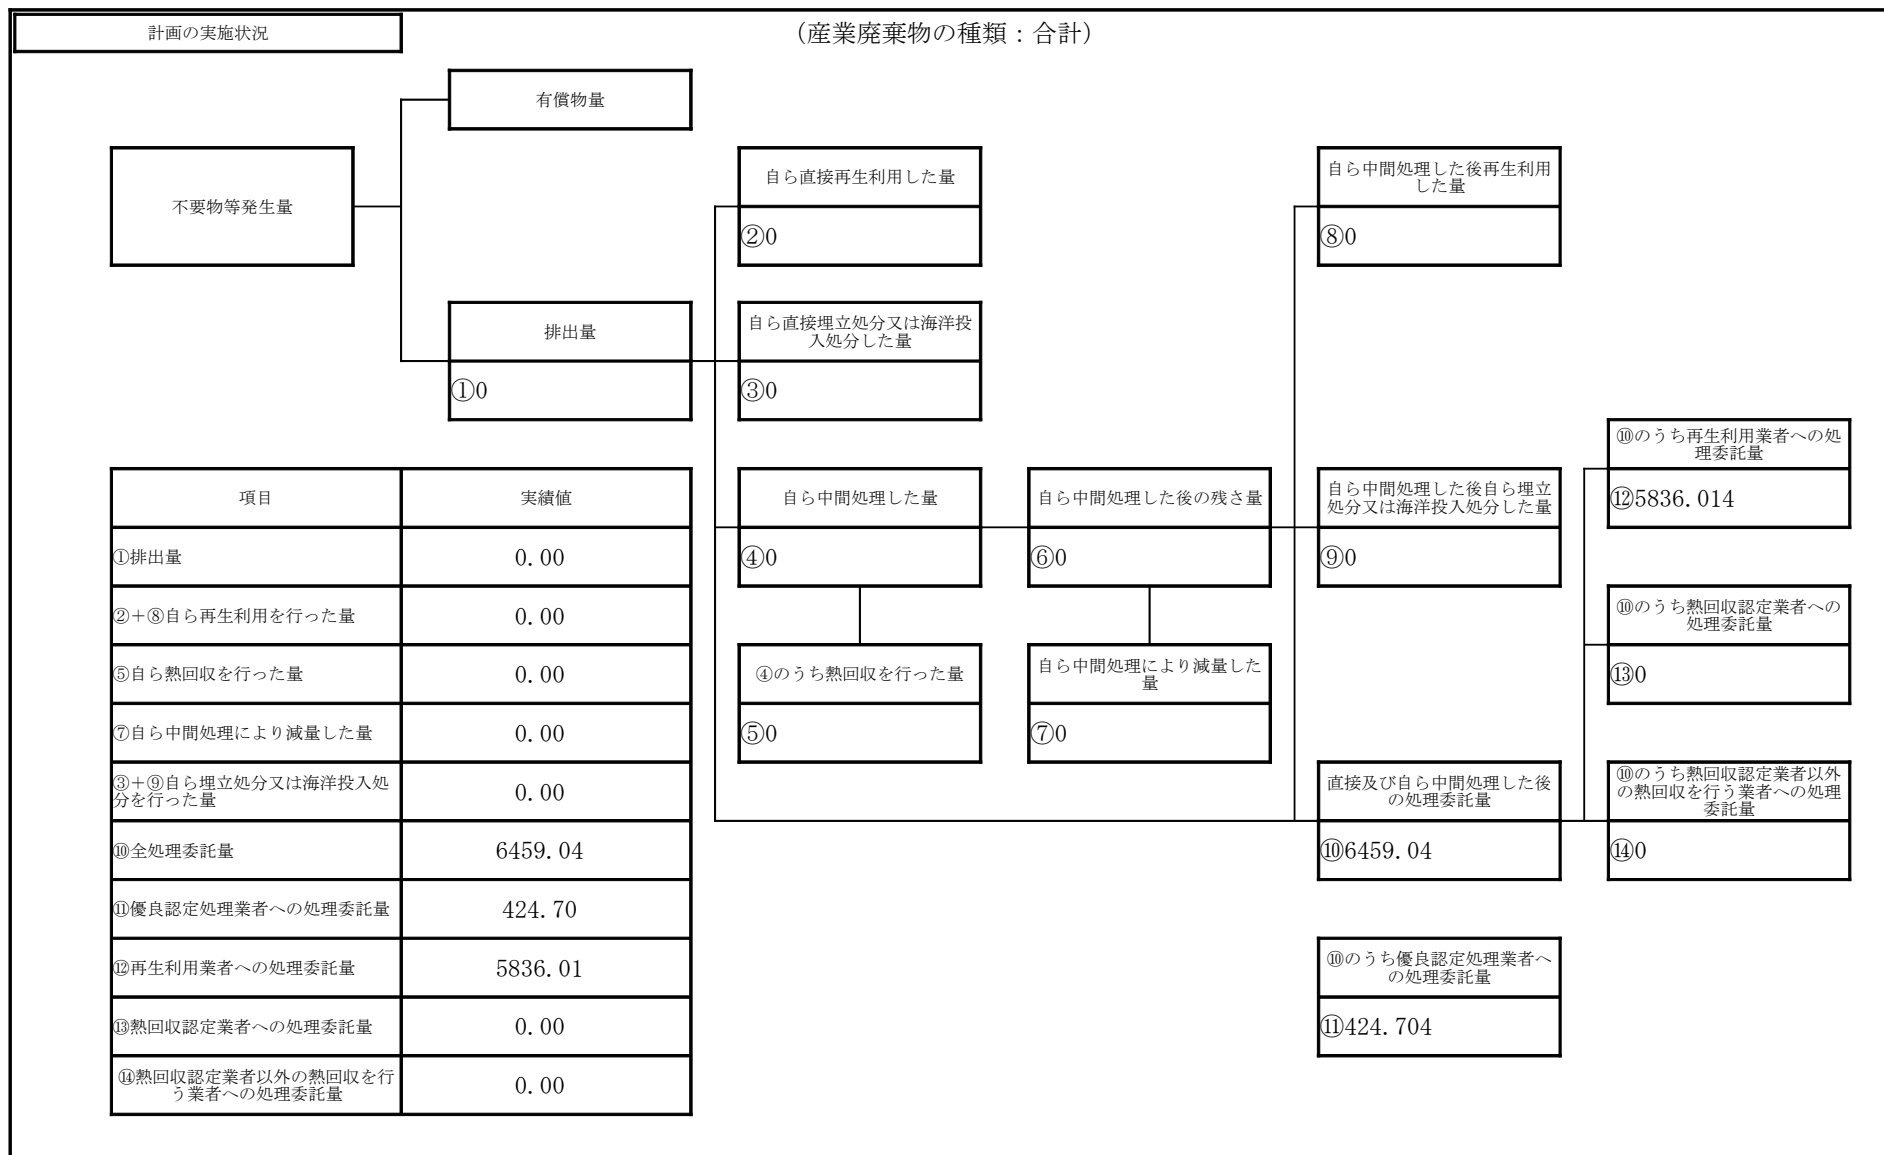 計画の実施状況
（産業廃棄物の種類：合計）
有償物量
不要物等発生量
自ら直接再生利用した量
②0
自ら中間処理した後再生利用
した量
⑧0
排出量
①0
自ら直接埋立処分又は海洋投
入処分した量
③0
⑩のうち再生利用業者への処
理委託量
⑫5836.014
自ら中間処理した量
④0
自ら中間処理した後の残さ量
⑥0
自ら中間処理した後自ら埋立
処分又は海洋投入処分した量
⑨0
⑩のうち熱回収認定業者への
処理委託量
⑬0
④のうち熱回収を行った量
⑤0
自ら中間処理により減量した
量
⑦0
直接及び自ら中間処理した後
の処理委託量
⑩6459.04
⑩のうち熱回収認定業者以外
の熱回収を行う業者への処理
委託量
⑭0
⑩のうち優良認定処理業者へ
の処理委託量
⑪424.704
項目 実績値
①排出量 0.00
②＋⑧自ら再生利用を行った量 0.00
⑤自ら熱回収を行った量 0.00
⑦自ら中間処理により減量した量 0.00
③＋⑨自ら埋立処分又は海洋投入処
分を行った量 0.00
⑩全処理委託量 6459.04
⑪優良認定処理業者への処理委託量 424.70
⑫再生利用業者への処理委託量 5836.01
⑬熱回収認定業者への処理委託量 0.00
⑭熱回収認定業者以外の熱回収を行
う業者への処理委託量 0.00